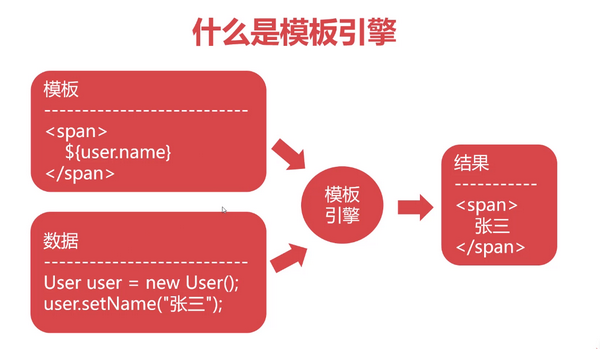 什么是模板引擎
模板
----------------------------
<span>
${user.name}
</span>
数据
----------------------------
User user = new User();
user.setName("张三");
模板
引擎
结果
-----------
<span>
张三
</span>